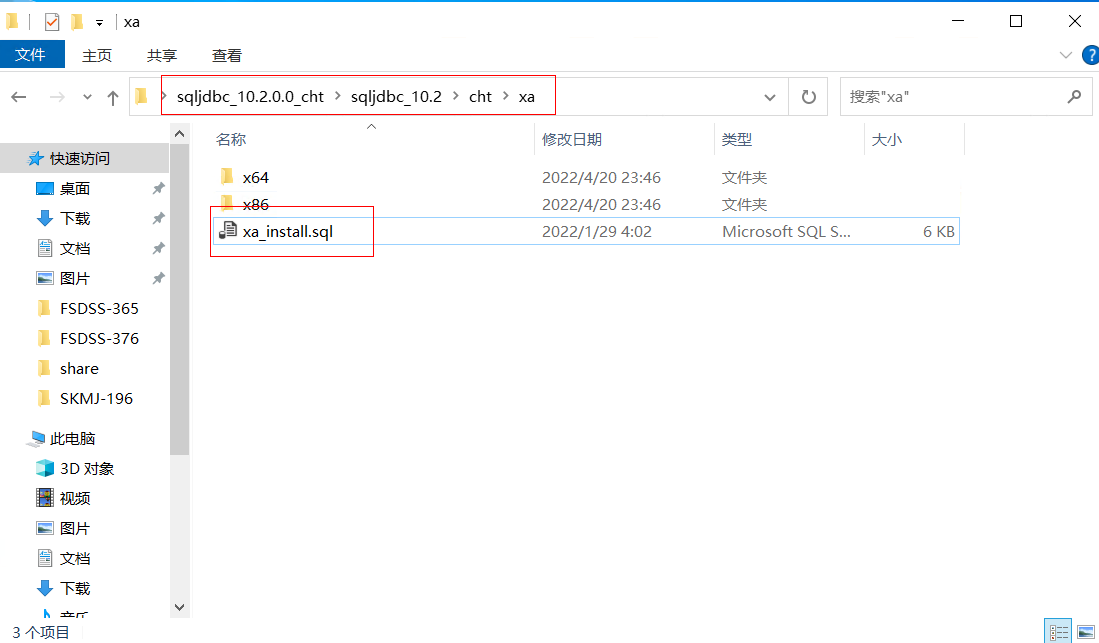 xa
文件 主页 共享 查看
sqljdbc_10.2.0.0_cht > sqljdbc_10.2 > cht > xa
搜索"xa"
名称 修改日期 类型 大小
快速访问
桌面
下载
文档
图片
FSDSS-365
FSDSS-376
share
SKMJ-196
此电脑
3D 对象
视频
图片
文档
下载
音乐
x64 2022/4/20 23:46 文件夹
x86 2022/4/20 23:46 文件夹
xa_install.sql 2022/1/29 4:02 Microsoft SQL S... 6 KB
3 个项目